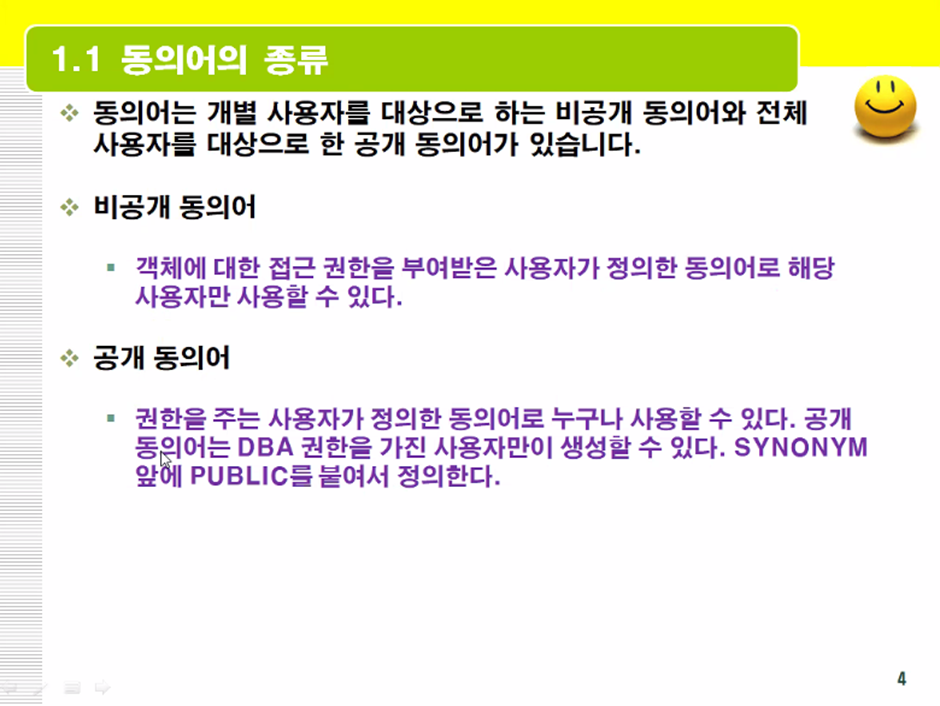 1.1 동의어의 종류
동의어는 개별 사용자를 대상으로 하는 비공개 동의어와 전체
사용자를 대상으로 한 공개 동의어가 있습니다.
비공개 동의어
객체에 대한 접근 권한을 부여받은 사용자가 정의한 동의어로 해당
사용자만 사용할 수 있다.
공개 동의어
권한을 주는 사용자가 정의한 동의어로 누구나 사용할 수 있다. 공개
동의어는 DBA 권한을 가진 사용자만이 생성할 수 있다. SYNONYM
앞에 PUBLIC를 붙여서 정의한다.
4